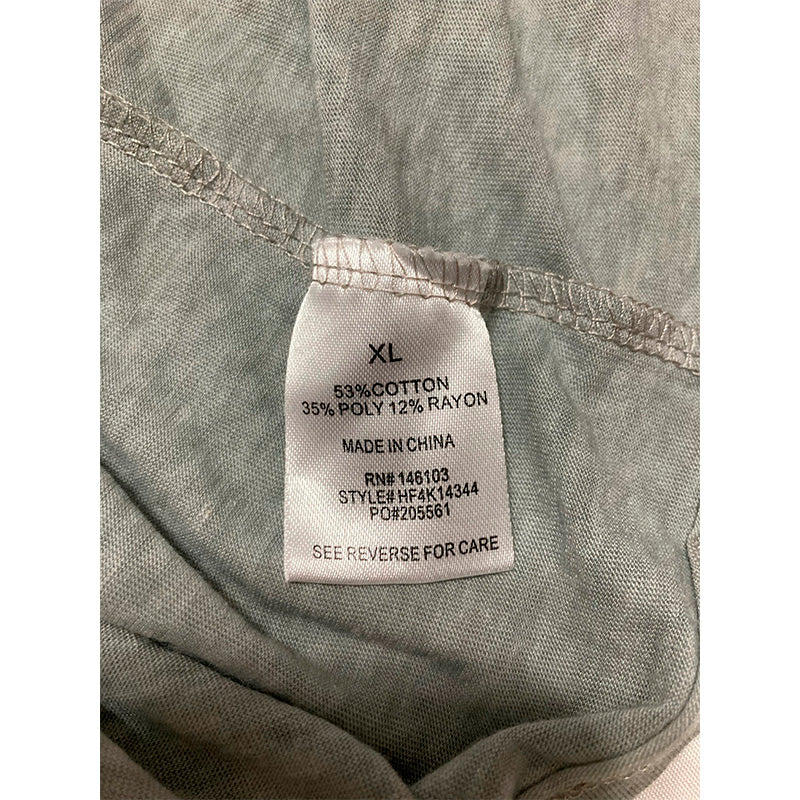 XL
53%COTTON
35% POLY 12% RAYON
MADE IN CHINA
RN# 146103
STYLE# HF4K14344
PO#205561
SEE REVERSE FOR CARE